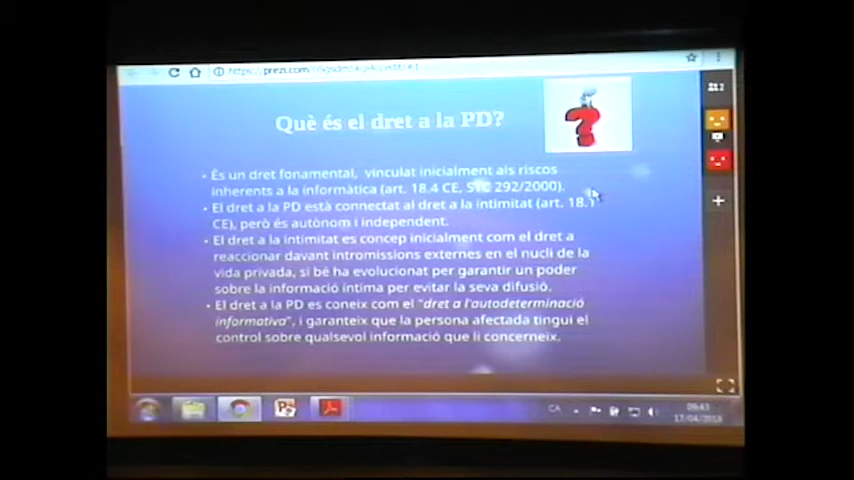 Què és el dret a la PD?
• És un dret fonamental, vinculat inicialment als riscos
inherents a la informàtica (art. 18.4 CE, STC 292/2000).
• El dret a la PD està connectat al dret a la intimitat (art. 18.1
CE), però és autònom i independent.
• El dret a la intimitat es concep inicialment com el dret a
reaccionar davant intromissions externes en el nucli de la
vida privada, si bé ha evolucionat per garantir un poder
sobre la informació íntima per evitar la seva difusió.
• El dret a la PD es coneix com el "dret a l'autodeterminació
informativa", i garanteix que la persona afectada tingui el
control sobre qualsevol informació que li concerneix.
CA
09:43